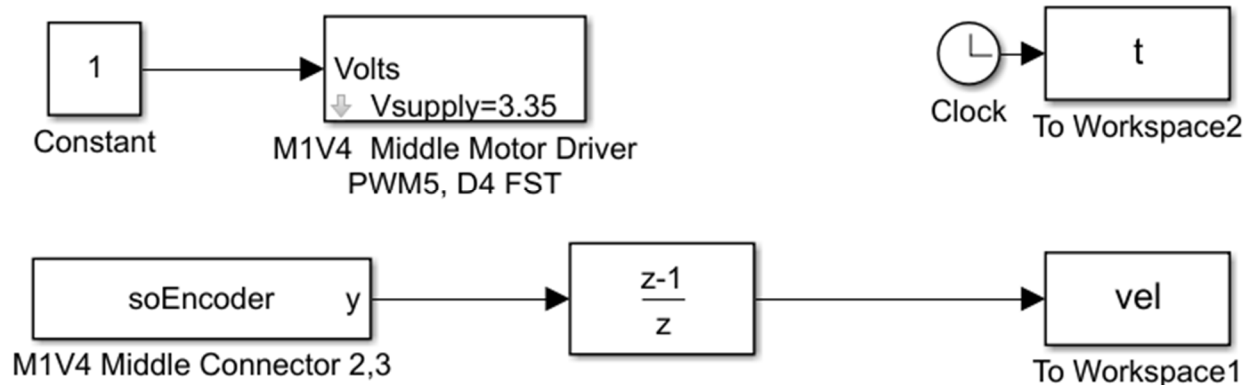 1
Constant
Volts
Vsupply=3.35
M1V4 Middle Motor Driver
PWM5, D4 FST
Clock
t
To Workspace2
soEncoder y
M1V4 Middle Connector 2,3
z-1
z
vel
To Workspace1